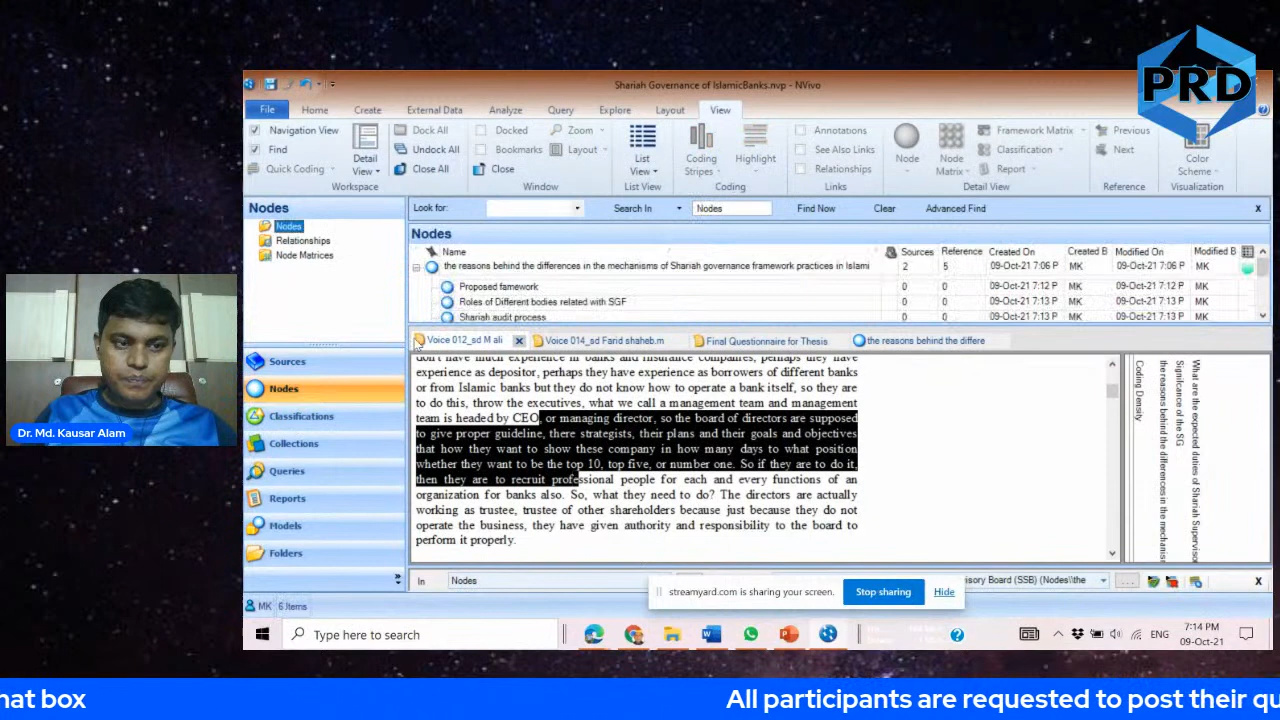 PRD
Shariah Governance of IslamicBanks.nvp - NVivo
File Home Create External Data Analyze Query Explore Layout View
Navigation View
Find
Quick Coding
Detail View
Workspace
Dock All
Undock All
Close All
Docked
Bookmarks
Close
Zoom
Layout
Window
List View
List View
Coding Stripes
Highlight
Coding
Annotations
See Also Links
Relationships
Links
Node
Node Matrix
Framework Matrix
Classification
Report
Detail View
Previous
Next
Reference
Color Scheme
Visualization
Nodes
Nodes
Relationships
Node Matrices
Sources
Nodes
Classifications
Collections
Queries
Reports
Models
Folders
Look for: Search In Nodes Find Now Clear Advanced Find X
Nodes
Name Sources Reference Created On Created B Modified On Modified B
the reasons behind the differences in the mechanisms of Shariah governance framework practices in Islami 2 5 09-Oct-21 7:06 P MK 09-Oct-21 7:06 P MK
Proposed famework 0 0 09-Oct-21 7:12 P MK 09-Oct-21 7:12 P MK
Roles of Different bodies related with SGF 0 0 09-Oct-21 7:13 P MK 09-Oct-21 7:13 P MK
Shariah audit process 0 0 09-Oct-21 7:13 P MK 09-Oct-21 7:13 P MK
Voice 012_sd M ali Voice 014_sd Farid shaheb.m Final Questionnaire for Thesis the reasons behind the differe
don't have much experience in banks and insurance companies, perhaps they have
experience as depositor, perhaps they have experience as borrowers of different banks
or from Islamic banks but they do not know how to operate a bank itself, so they are
to do this, throw the executives, what we call a management team and management
team is headed by CEO, or managing director, so the board of directors are supposed
to give proper guideline, there strategists, their plans and their goals and objectives
that how they want to show these company in how many days to what position
whether they want to be the top 10, top five, or number one. So if they are to do it,
then they are to recruit professional people for each and every functions of an
organization for banks also. So, what they need to do? The directors are actually
working as trustee, trustee of other shareholders because just because they do not
operate the business, they have given authority and responsibility to the board to
perform it properly.
Coding Density
the reasons behind the differences in the mechanism
Significance of the SG
What are the expected duties of Shariah Supervisor
In Nodes isory Board (SSB) (Nodes\\the ... X
MK 6 Items
streamyard.com is sharing your screen. Stop sharing Hide
Type here to search
ENG
7:14 PM
09-Oct-21
Dr. Md. Kausar Alam
hat box All participants are requested to post their qu